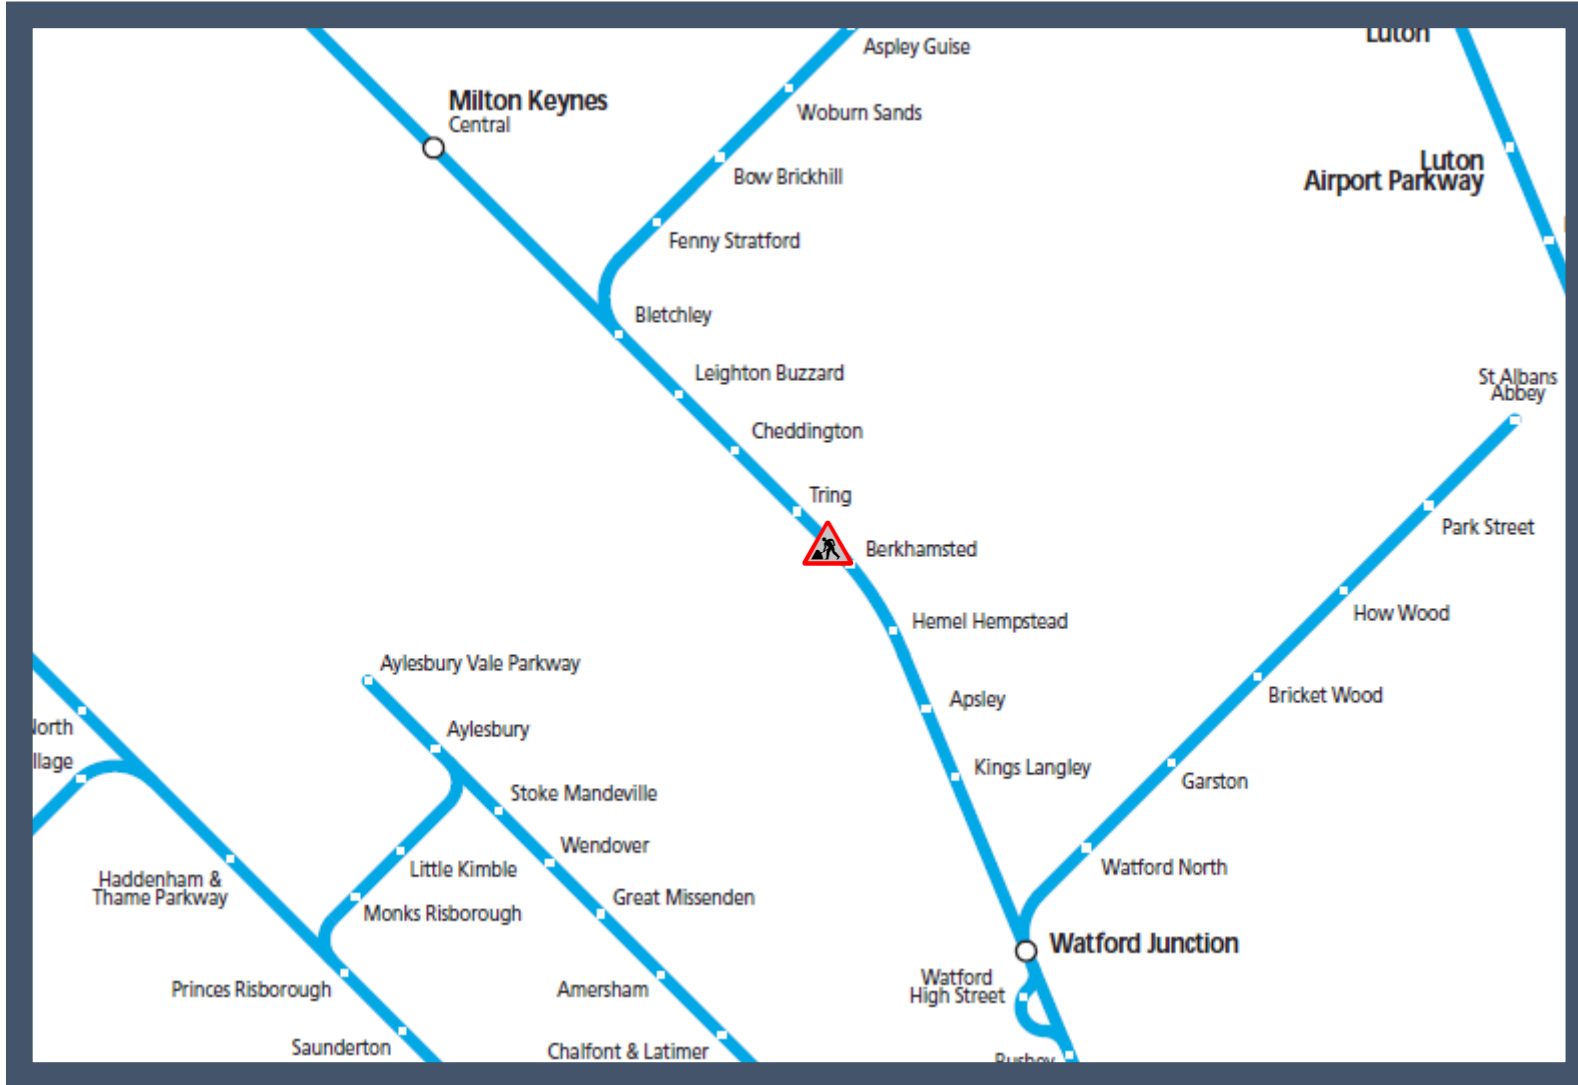 Luton
Aspley Guise
Milton Keynes
Central
Woburn Sands
Luton
Airport Parkway
Bow Brickhill
Fenny Stratford
Bletchley
Leighton Buzzard
St Albans
Abbey
Cheddington
Tring
Park Street
Berkhamsted
How Wood
Hemel Hempstead
Aylesbury Vale Parkway
Bricket Wood
Apsley
North
Aylesbury
llage
Kings Langley
Garston
Stoke Mandeville
Wendover
Little Kimble
Watford North
Haddenham &
Thame Parkway
Great Missenden
Monks Risborough
Watford Junction
Watford
High Street
Princes Risborough
Amersham
Saunderton
Chalfont & Latimer
Bushey